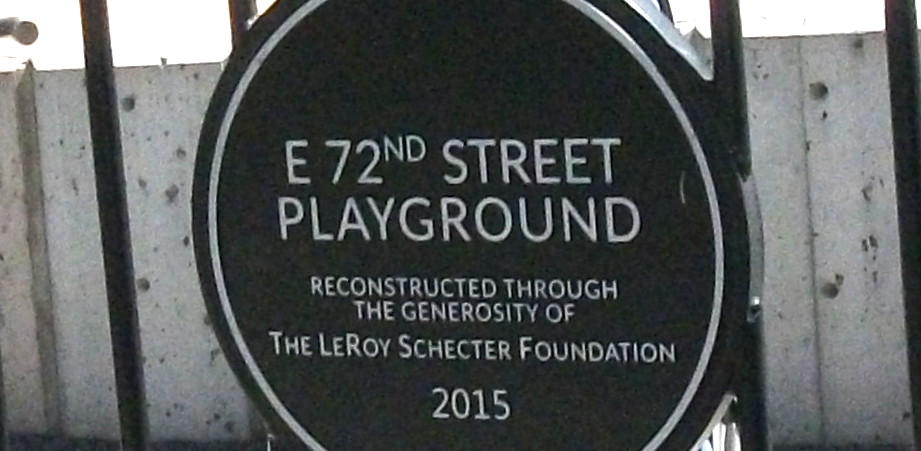 E 72ND STREET
PLAYGROUND
RECONSTRUCTED THROUGH
THE GENEROSITY OF
THE LEROY SCHECTER FOUNDATION
2015